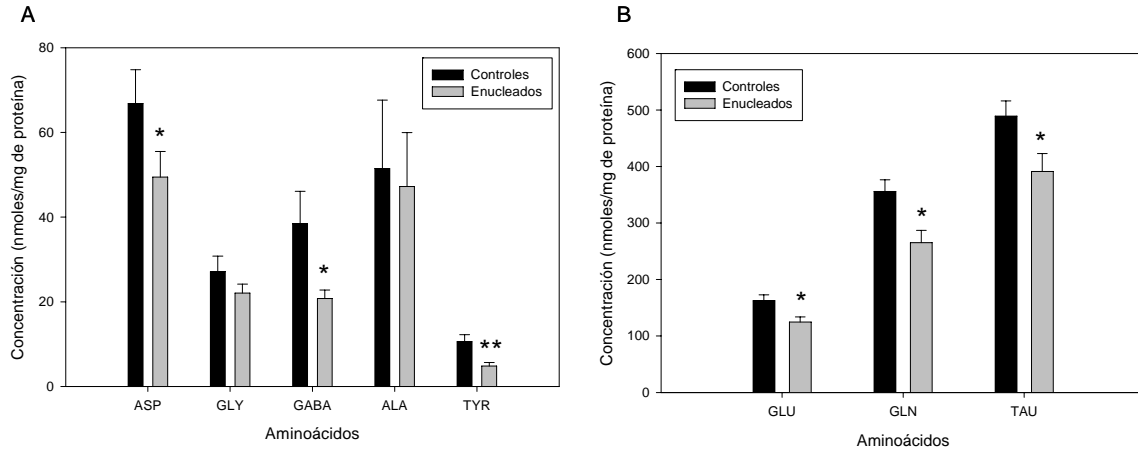 A
Concentración (nmoles/mg de proteína)
80
60
40
20
0
Controles
Enucleados
*
*
**
ASP GLY GABA ALA TYR
Aminoácidos
B
Concentración (nmoles/mg de proteína)
600
500
400
300
200
100
0
Controles
Enucleados
*
*
*
GLU GLN TAU
Aminoácidos